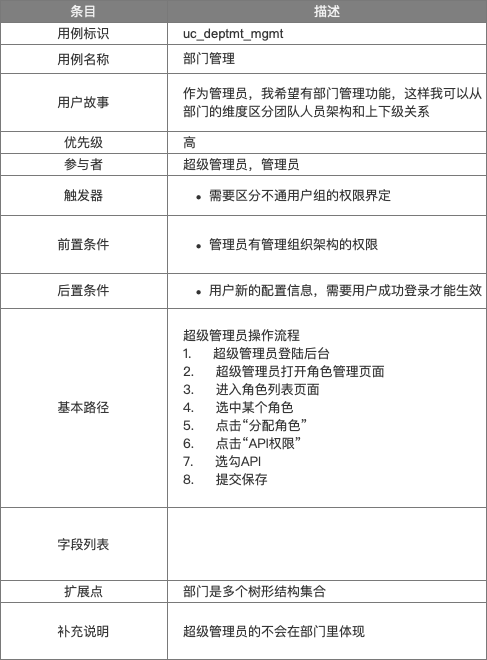 条目 描述
用例标识 uc_deptmt_mgmt
用例名称 部门管理
用户故事 作为管理员，我希望有部门管理功能，这样我可以从
部门的维度区分团队人员架构和上下级关系
优先级 高
参与者 超级管理员，管理员
触发器 • 需要区分不通用户组的权限界定
前置条件 • 管理员有管理组织架构的权限
后置条件 • 用户新的配置信息，需要用户成功登录才能生效
基本路径
超级管理员操作流程
1. 超级管理员登陆后台
2. 超级管理员打开角色管理页面
3. 进入角色列表页面
4. 选中某个角色
5. 点击“分配角色”
6. 点击“API权限”
7. 选勾API
8. 提交保存
字段列表
扩展点 部门是多个树形结构集合
补充说明 超级管理员的不会在部门里体现